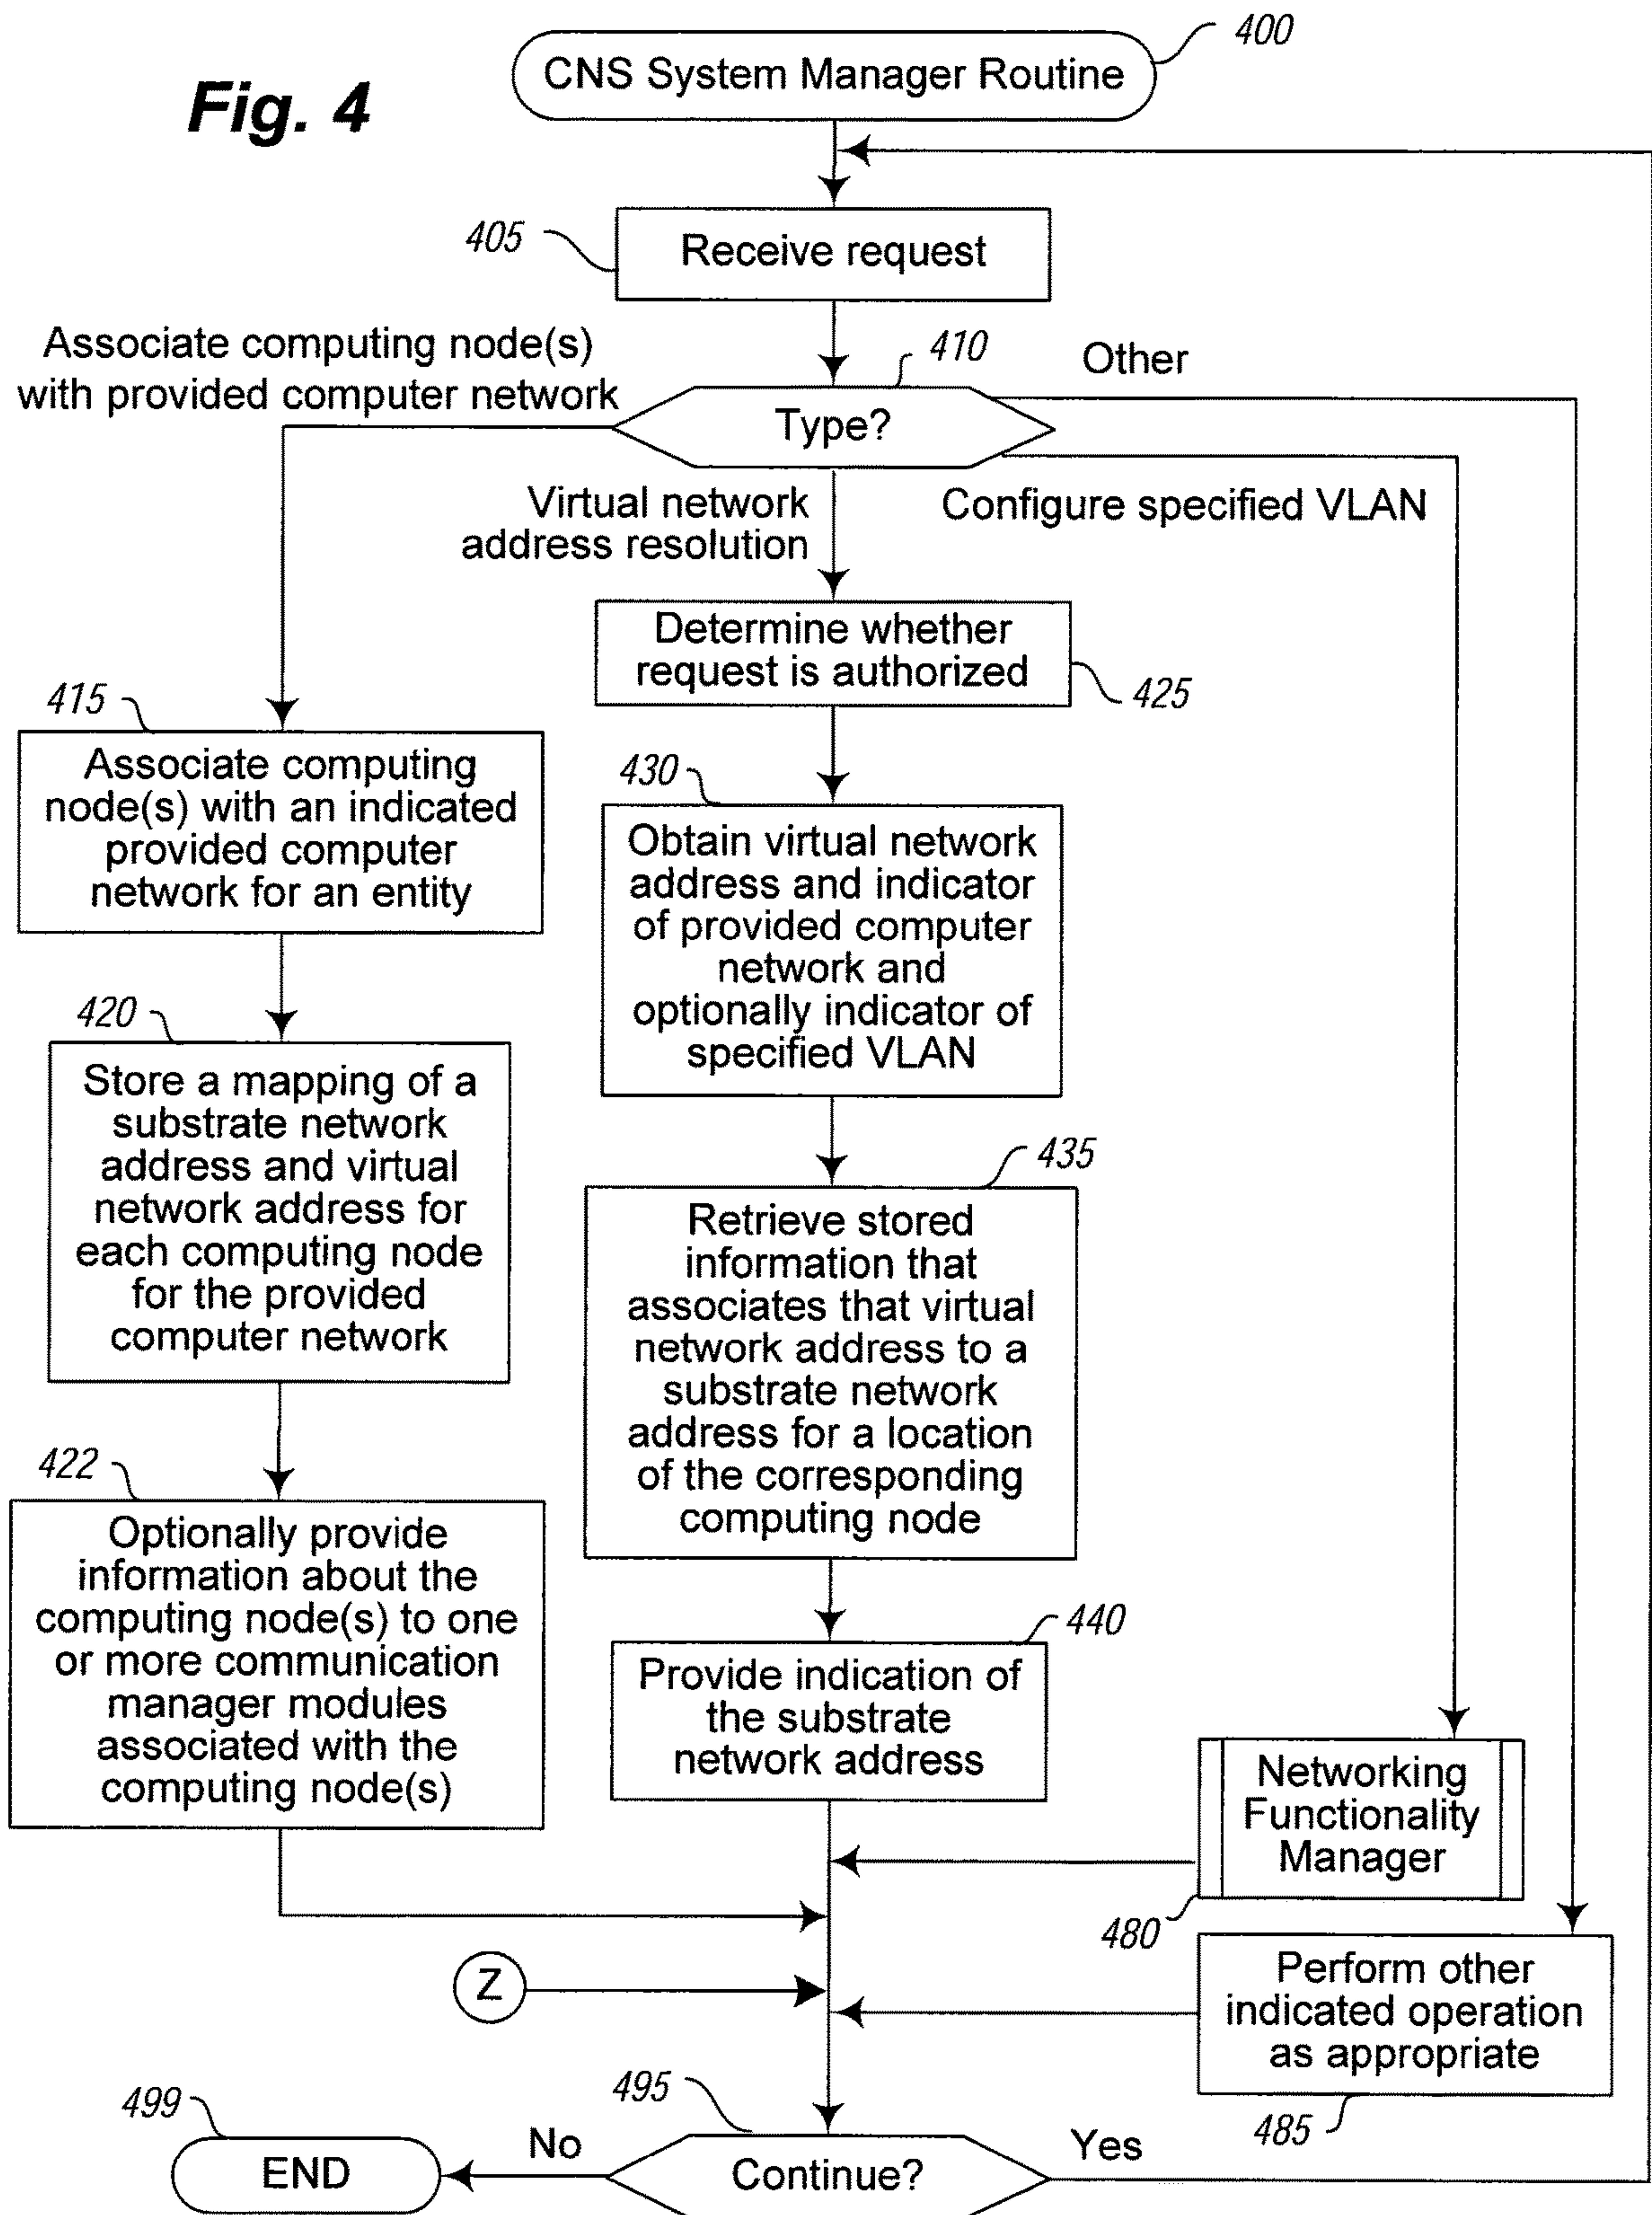 Fig. 4
CNS System Manager Routine
400
405
Receive request
Associate computing node(s)
with provided computer network
410
Other
Type?
Virtual network
address resolution
Configure specified VLAN
Determine whether
request is authorized
425
415
Associate computing
node(s) with an indicated
provided computer
network for an entity
430
Obtain virtual network
address and indicator
of provided computer
network and
optionally indicator of
specified VLAN
420
Store a mapping of a
substrate network
address and virtual
network address for
each computing node
for the provided
computer network
435
Retrieve stored
information that
associates that virtual
network address to a
substrate network
address for a location
of the corresponding
computing node
422
Optionally provide
information about the
computing node(s) to one
or more communication
manager modules
associated with the
computing node(s)
440
Provide indication of
the substrate
network address
Networking
Functionality
Manager
480
Z
Perform other
indicated operation
as appropriate
485
495
499
END
No
Continue?
Yes